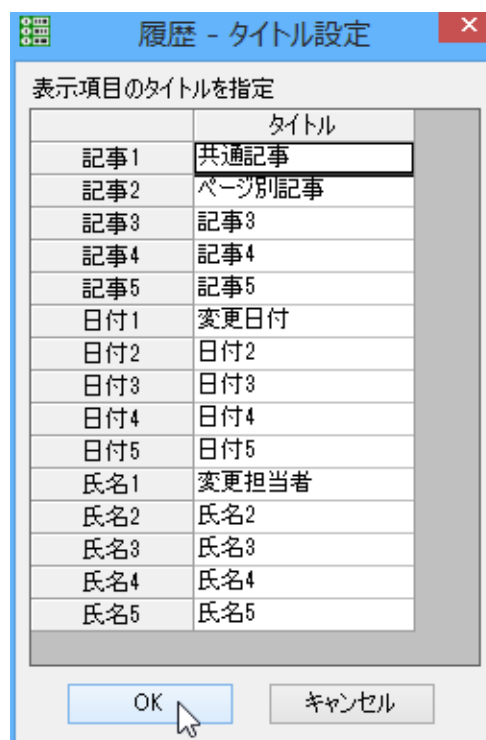 履歴 - タイトル設定
表示項目のタイトルを指定
タイトル
記事1 共通記事
記事2 ページ別記事
記事3 記事3
記事4 記事4
記事5 記事5
日付1 変更日付
日付2 日付2
日付3 日付3
日付4 日付4
日付5 日付5
氏名1 変更担当者
氏名2 氏名2
氏名3 氏名3
氏名4 氏名4
氏名5 氏名5
OK キャンセル